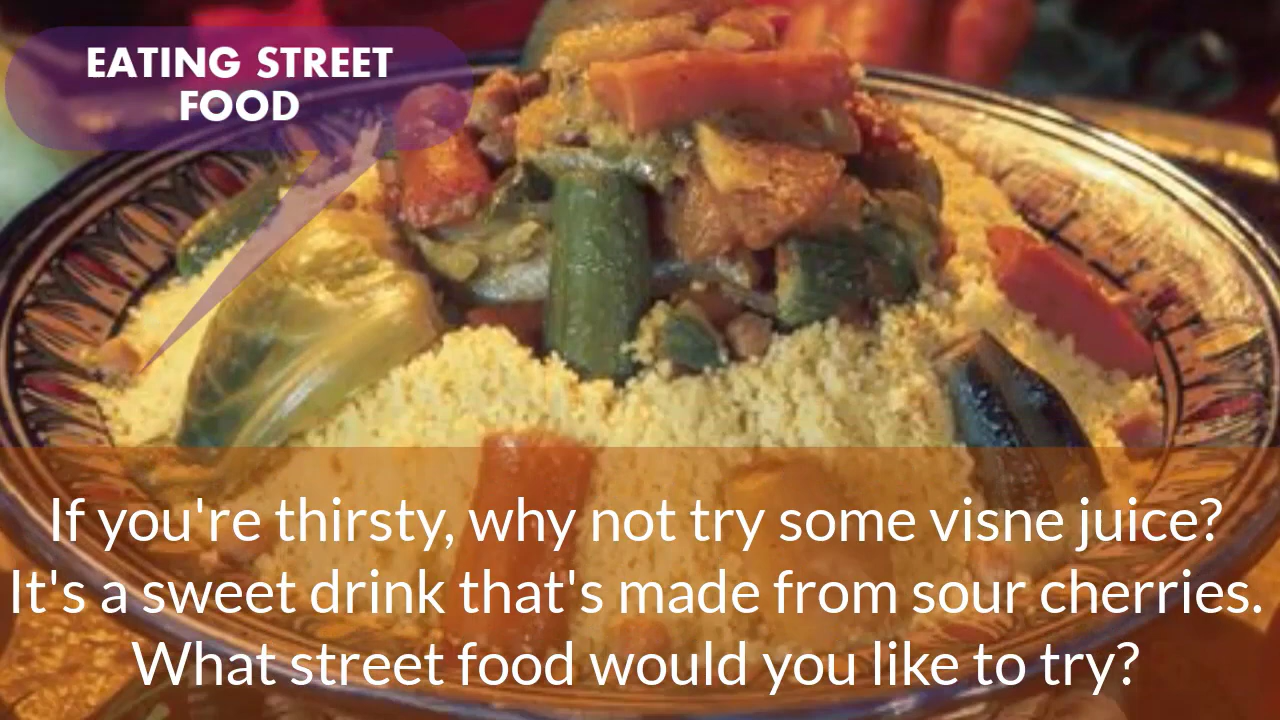 EATING STREET
FOOD
If you're thirsty, why not try some visne juice?
It's a sweet drink that's made from sour cherries.
What street food would you like to try?